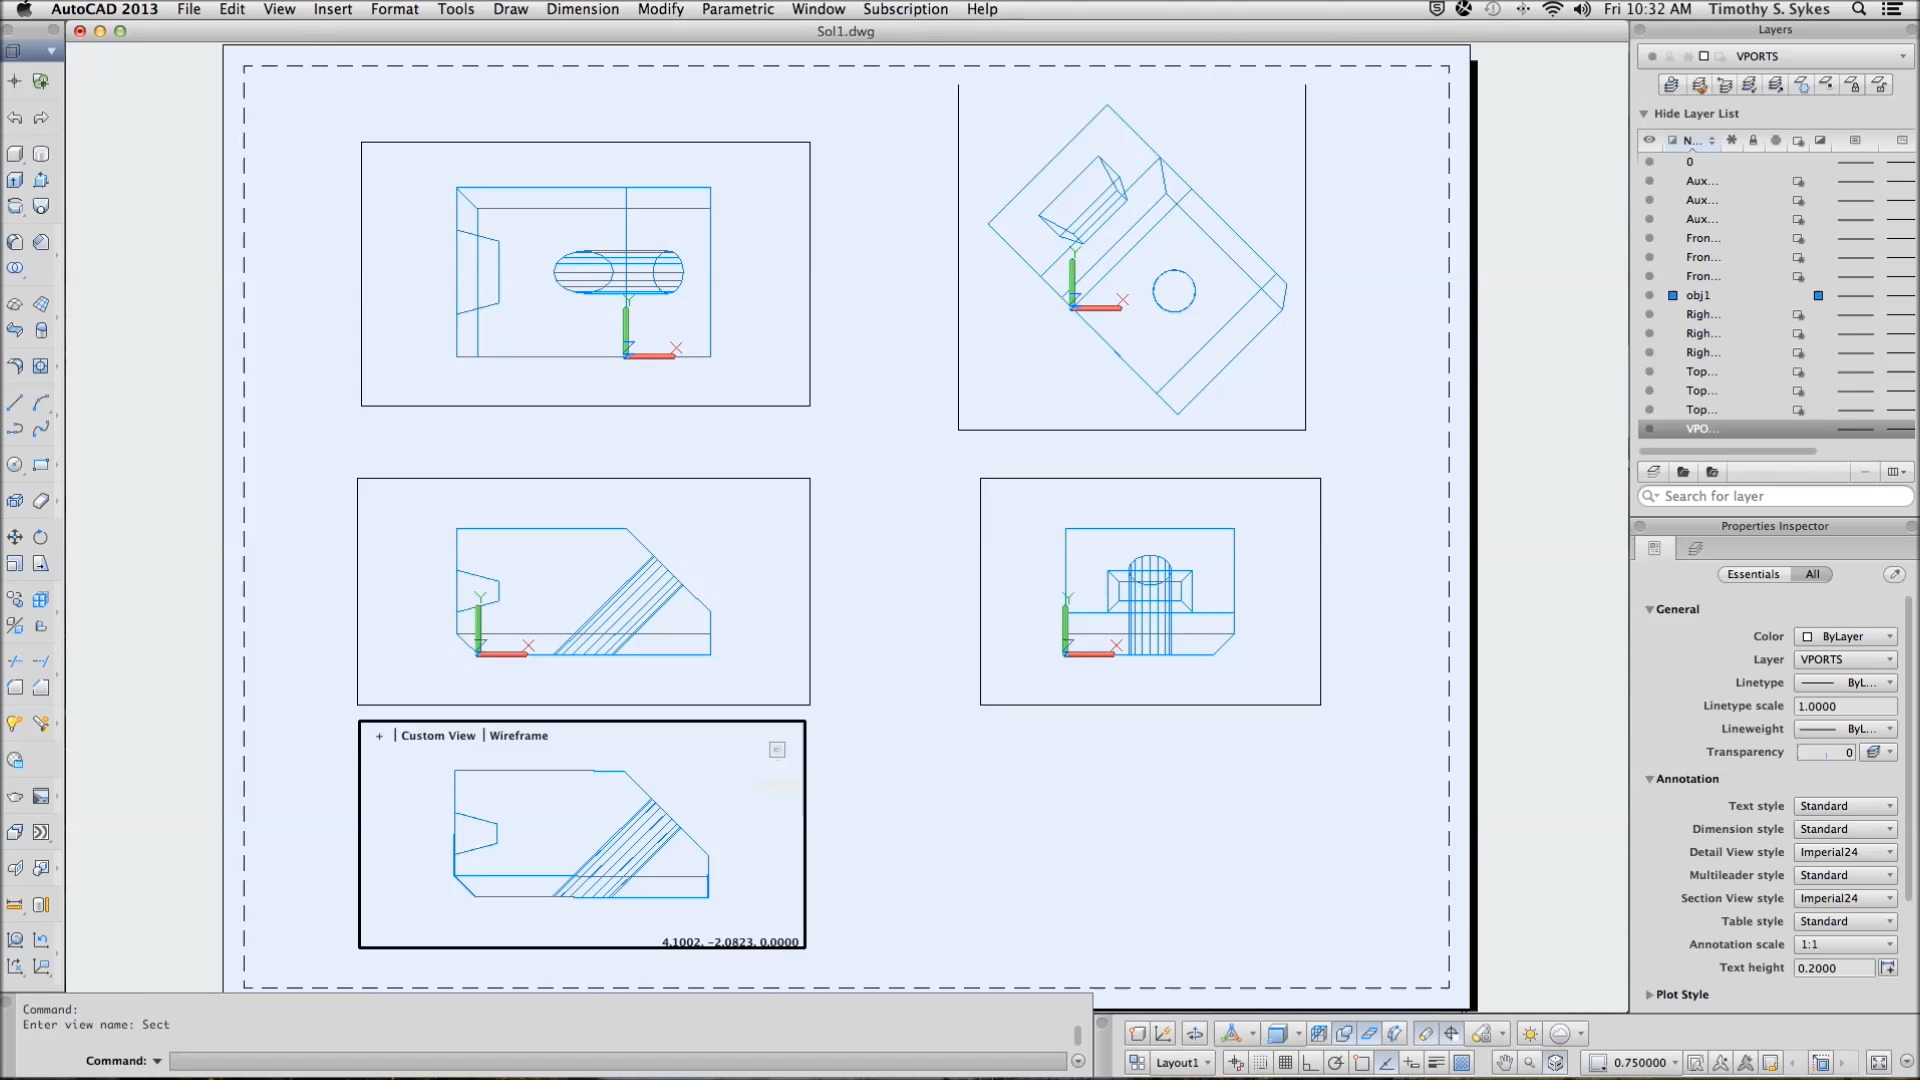 AutoCAD 2013 File Edit View Insert Format Tools Draw Dimension Modify Parametric Window Subscription Help
Fri 10:32 AM Timothy S. Sykes
Sol1.dwg
Layers
VPORTS
Hide Layer List
N...
0
Aux...
Aux...
Aux...
Fron...
Fron...
Fron...
obj1
Righ...
Righ...
Righ...
Top...
Top...
Top...
VPO...
Search for layer
Properties Inspector
Essentials All
General
Color ByLayer
Layer VPORTS
Linetype ByL...
Linetype scale 1.0000
Lineweight ByL...
Transparency 0
Annotation
Text style Standard
Dimension style Standard
Detail View style Imperial24
Multileader style Standard
Section View style Imperial24
Table style Standard
Annotation scale 1:1
Text height 0.2000
Plot Style
Y
X
Z
Y
X
Z
Y
X
Z
Y
X
Z
+ | Custom View | Wireframe
4.1002, -2.0823, 0.0000
Command:
Enter view name: Sect
Command:
Layout1
0.750000